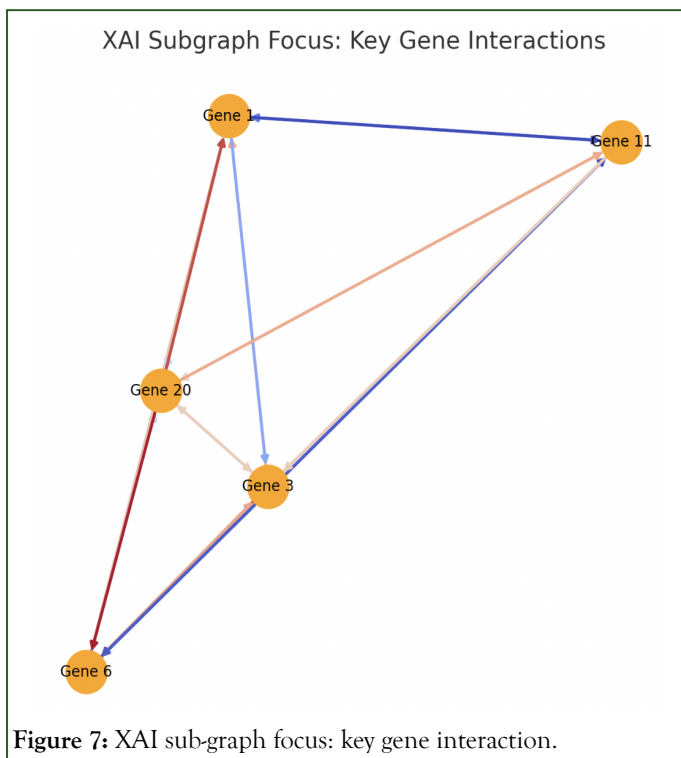 XAI Subgraph Focus: Key Gene Interactions
Gene 1
Gene 11
Gene 20
Gene 3
Gene 6
Figure 7: XAI sub-graph focus: key gene interaction.